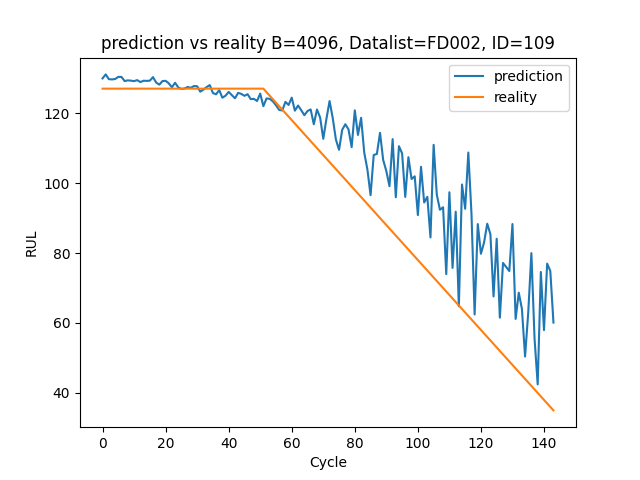 prediction vs reality B=4096, Datalist=FD002, ID=109
prediction
reality
RUL
120
100
80
60
40
0 20 40 60 80 100 120 140
Cycle